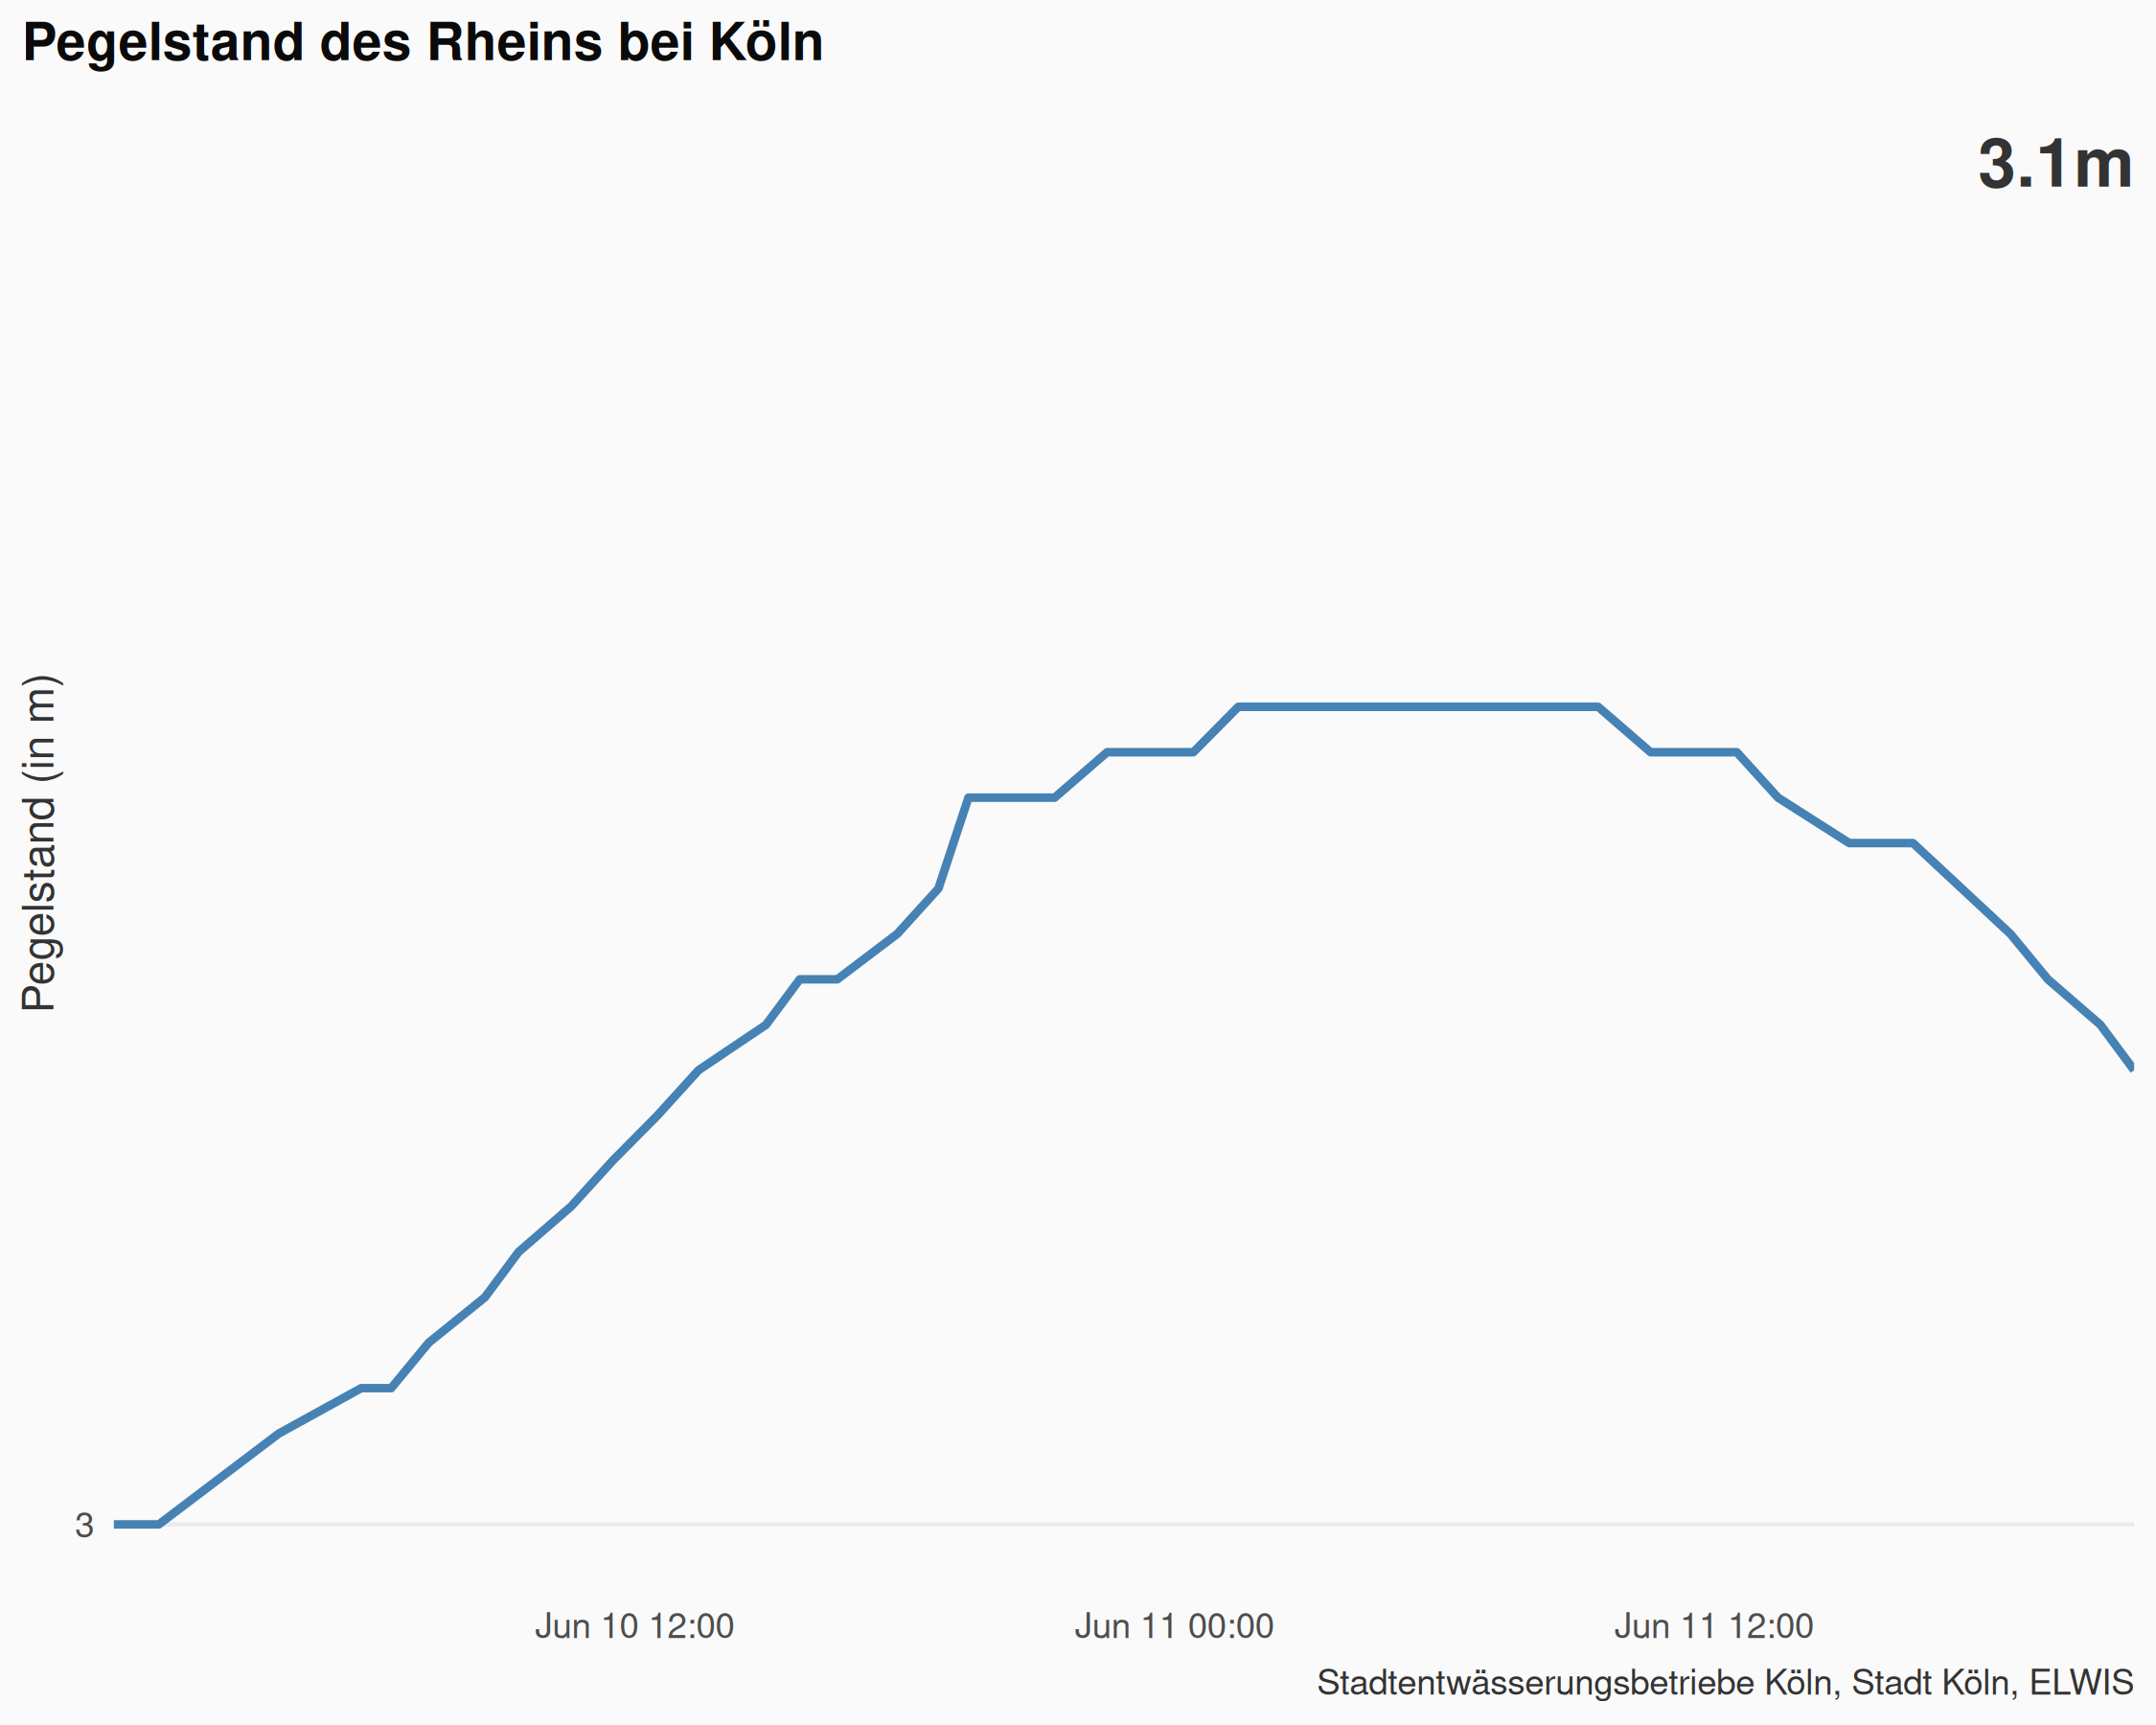 Pegelstand des Rheins bei Köln
3.1m
Pegelstand (in m)
3
Jun 10 12:00
Jun 11 00:00
Jun 11 12:00
Stadtentwässerungsbetriebe Köln, Stadt Köln, ELWIS